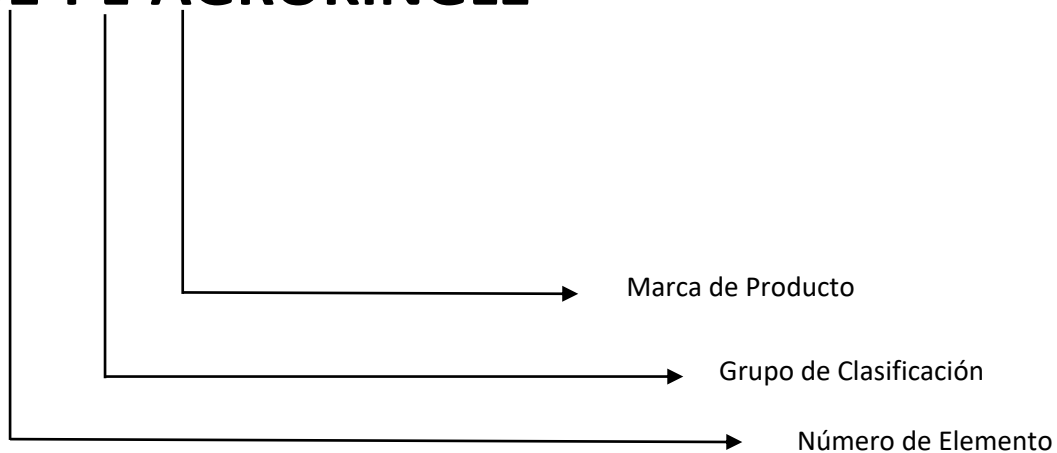 Marca de Producto
Grupo de Clasificación
Número de Elemento